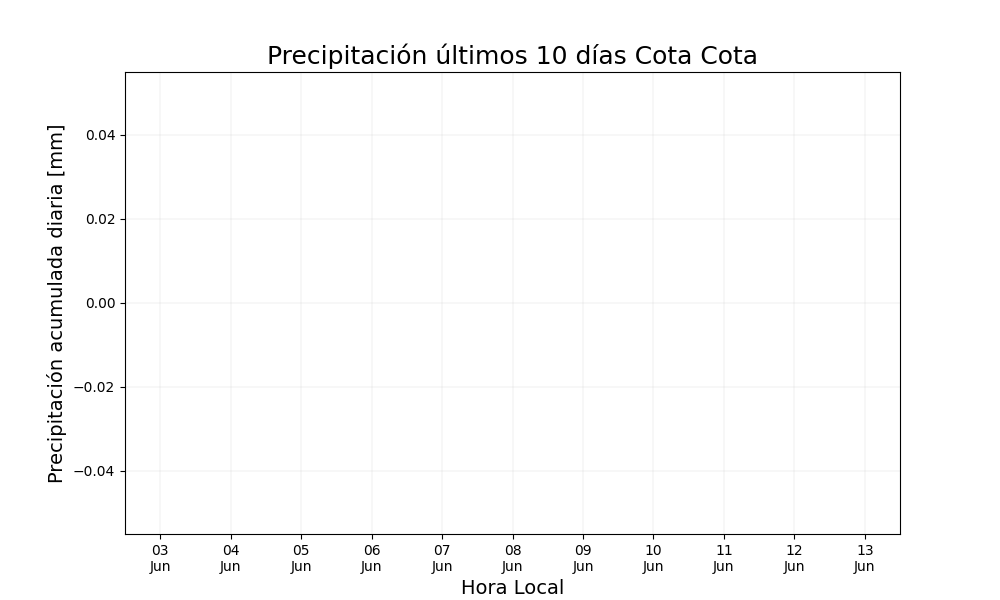 Precipitación últimos 10 días Cota Cota
Precipitación acumulada diaria [mm]
0.04
0.02
0.00
−0.02
−0.04
03 04 05 06 07 08 09 10 11 12 13
Jun Jun Jun Jun Jun Jun Jun Jun Jun Jun Jun
Hora Local